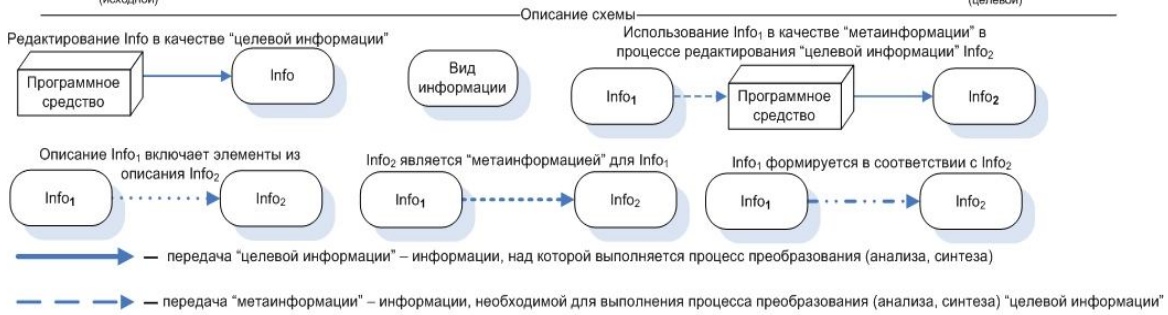 (исходной)
(целевой)
Описание схемы
Редактирование Info в качестве “целевой информации”
Программное
средство
Info
Вид
информации
Использование Info1 в качестве “метаинформации” в
процессе редактирования “целевой информации” Info2
Info1
Программное
средство
Info2
Описание Info1 включает элементы из
описания Info2
Info1
Info2
Info2 является “метаинформацией” для Info1
Info1
Info2
Info1 формируется в соответствии с Info2
Info1
Info2
— передача “целевой информации” – информации, над которой выполняется процесс преобразования (анализа, синтеза)
— передача “метаинформации” – информации, необходимой для выполнения процесса преобразования (анализа, синтеза) “целевой информации”